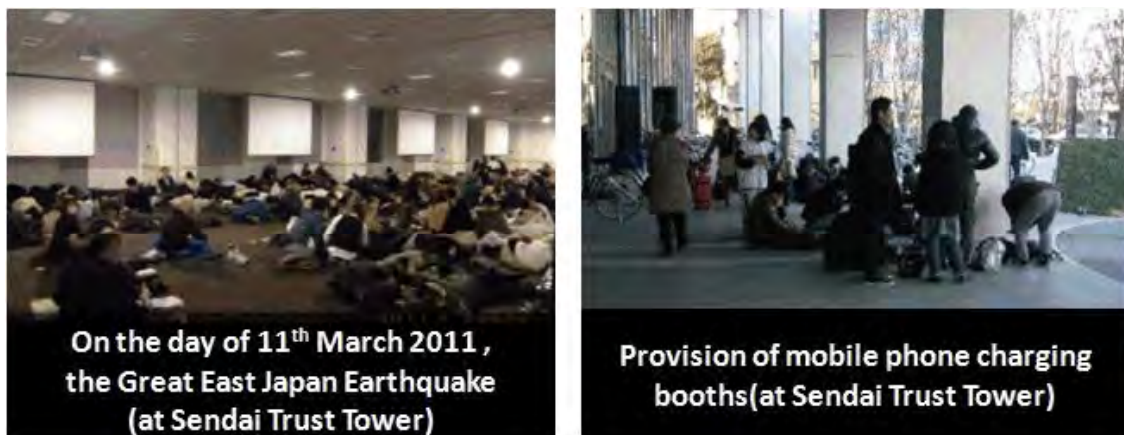 On the day of 11th March 2011 ,
the Great East Japan Earthquake
(at Sendai Trust Tower)
Provision of mobile phone charging
booths(at Sendai Trust Tower)